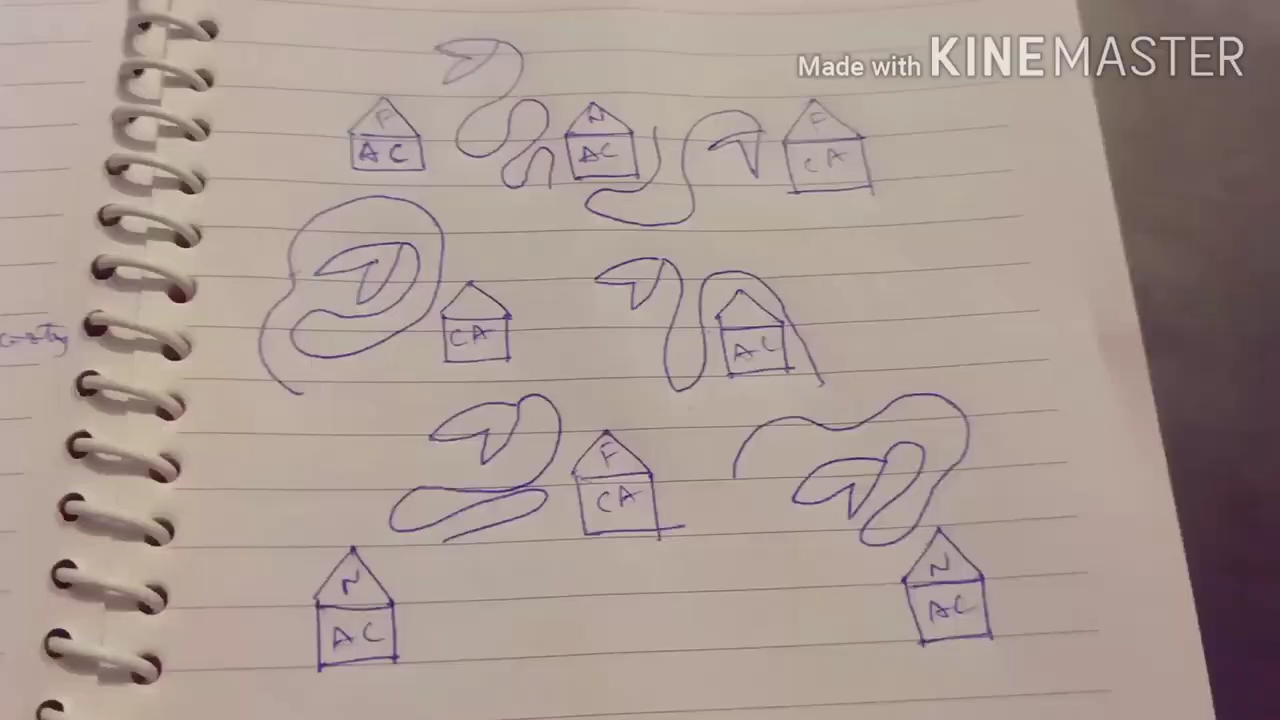 Made with KINEMASTER
F N F
AC AC CA
CA AC
F
CA
N N
AC AC